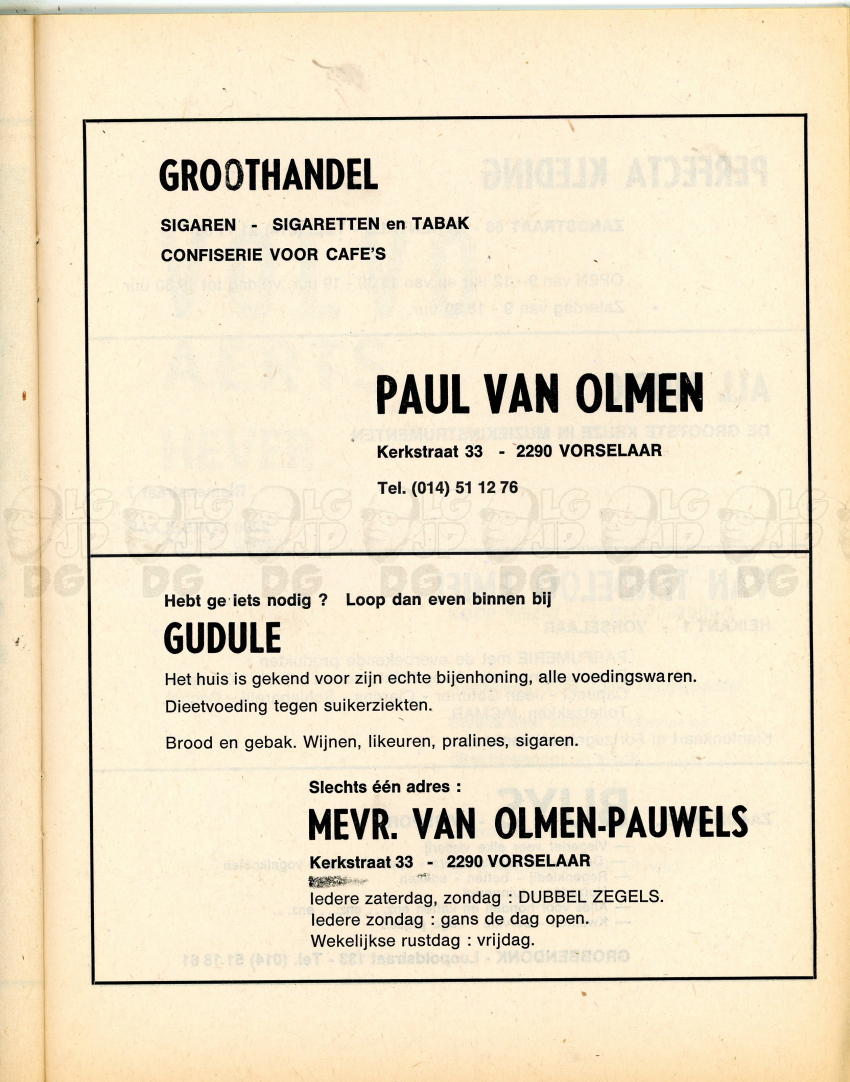 GROOTHANDEL
SIGAREN - SIGARETTEN en TABAK
CONFISERIE VOOR CAFE'S
PAUL VAN OLMEN
Kerkstraat 33 - 2290 VORSELAAR
Tel. (014) 51 12 76
Hebt ge iets nodig ? Loop dan even binnen bij
GUDULE
Het huis is gekend voor zijn echte bijenhoning, alle voedingswaren.
Dieetvoeding tegen suikerziekten.
Brood en gebak. Wijnen, likeuren, pralines, sigaren.
Slechts één adres :
MEVR. VAN OLMEN-PAUWELS
Kerkstraat 33 - 2290 VORSELAAR
Iedere zaterdag, zondag : DUBBEL ZEGELS.
Iedere zondag : gans de dag open.
Wekelijkse rustdag : vrijdag.